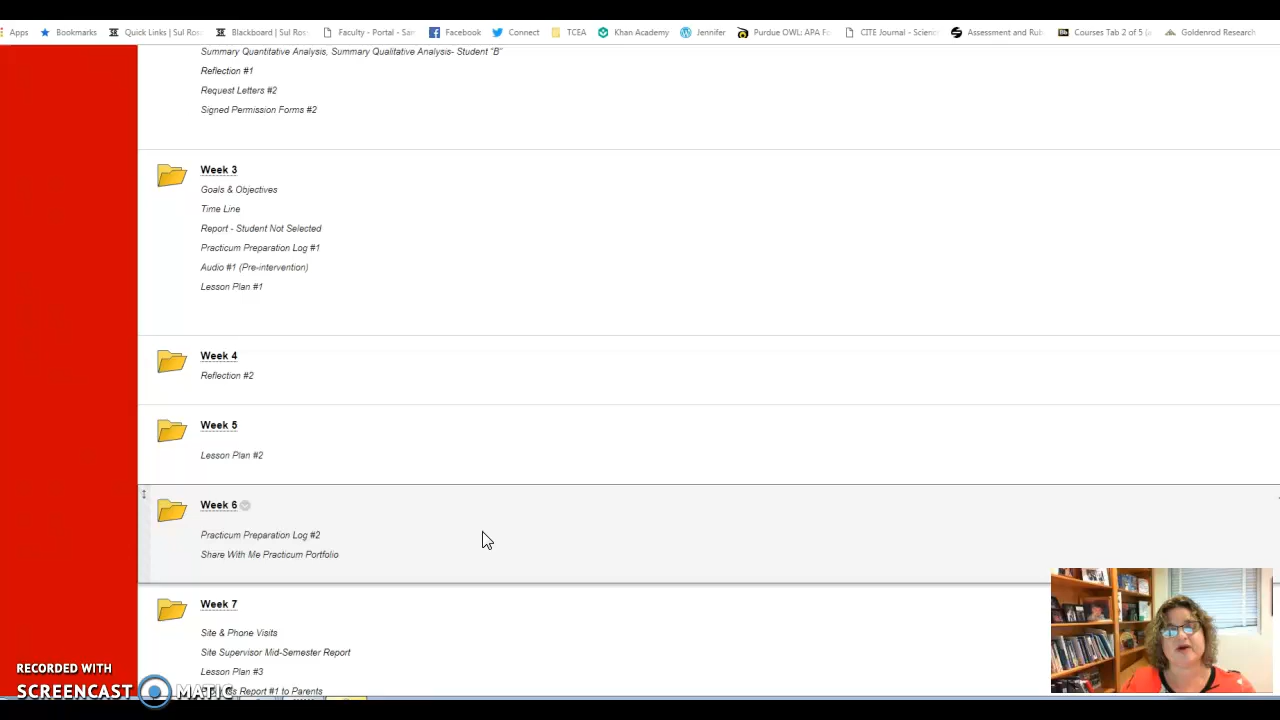 Apps Bookmarks Quick Links | Sul Ros Blackboard | Sul Ros Faculty - Portal - San Facebook Connect TCEA Khan Academy Jennifer Purdue OWL: APA Fo CITE Journal - Scienc Assessment and Rub Courses Tab 2 of 5 (a Goldenrod Research
Summary Quantitative Analysis, Summary Qualitative Analysis- Student "B"
Reflection #1
Request Letters #2
Signed Permission Forms #2
Week 3
Goals & Objectives
Time Line
Report - Student Not Selected
Practicum Preparation Log #1
Audio #1 (Pre-intervention)
Lesson Plan #1
Week 4
Reflection #2
Week 5
Lesson Plan #2
Week 6
Practicum Preparation Log #2
Share With Me Practicum Portfolio
Week 7
Site & Phone Visits
Site Supervisor Mid-Semester Report
Lesson Plan #3
Report #1 to Parents
RECORDED WITH
SCREENCAST MATIC